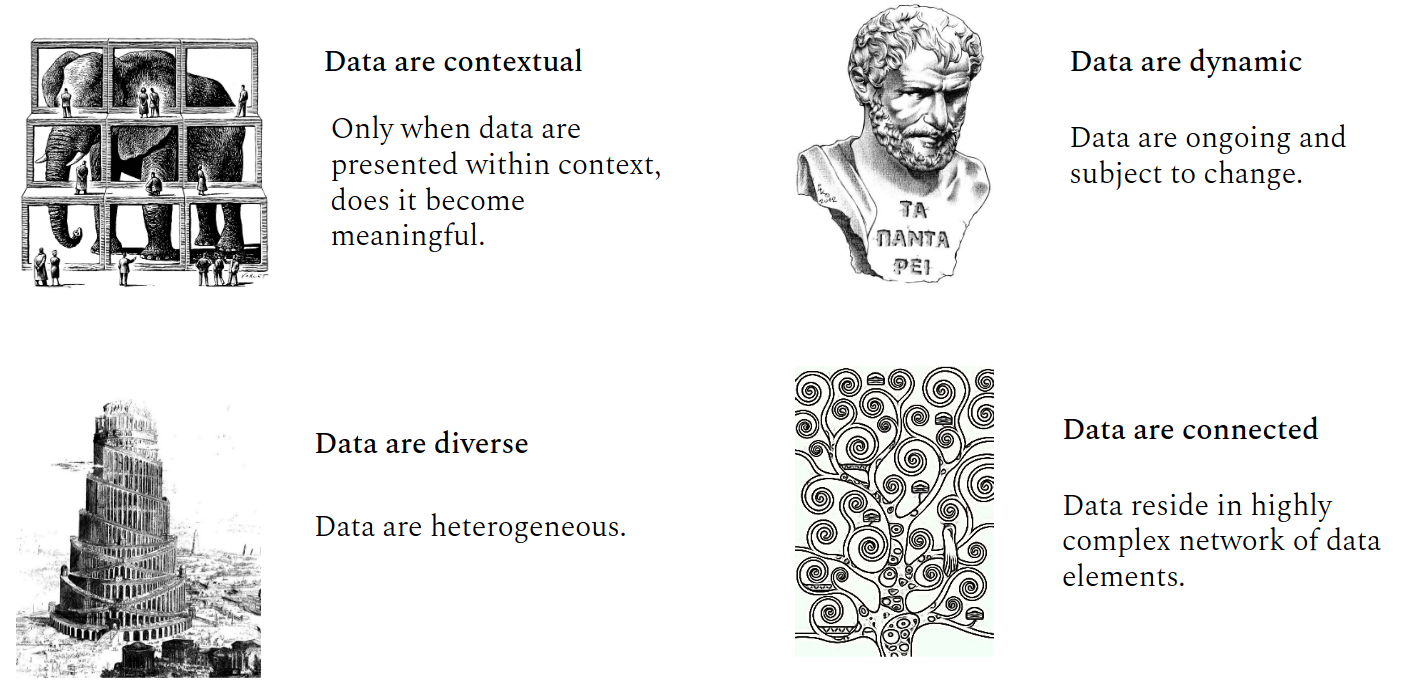 Data are contextual
Only when data are
presented within context,
does it become
meaningful.
ΤΑ
ΠΑΝΤΑ
ΡΕΙ
Data are dynamic
Data are ongoing and
subject to change.
Data are diverse
Data are heterogeneous.
Data are connected
Data reside in highly
complex network of data
elements.